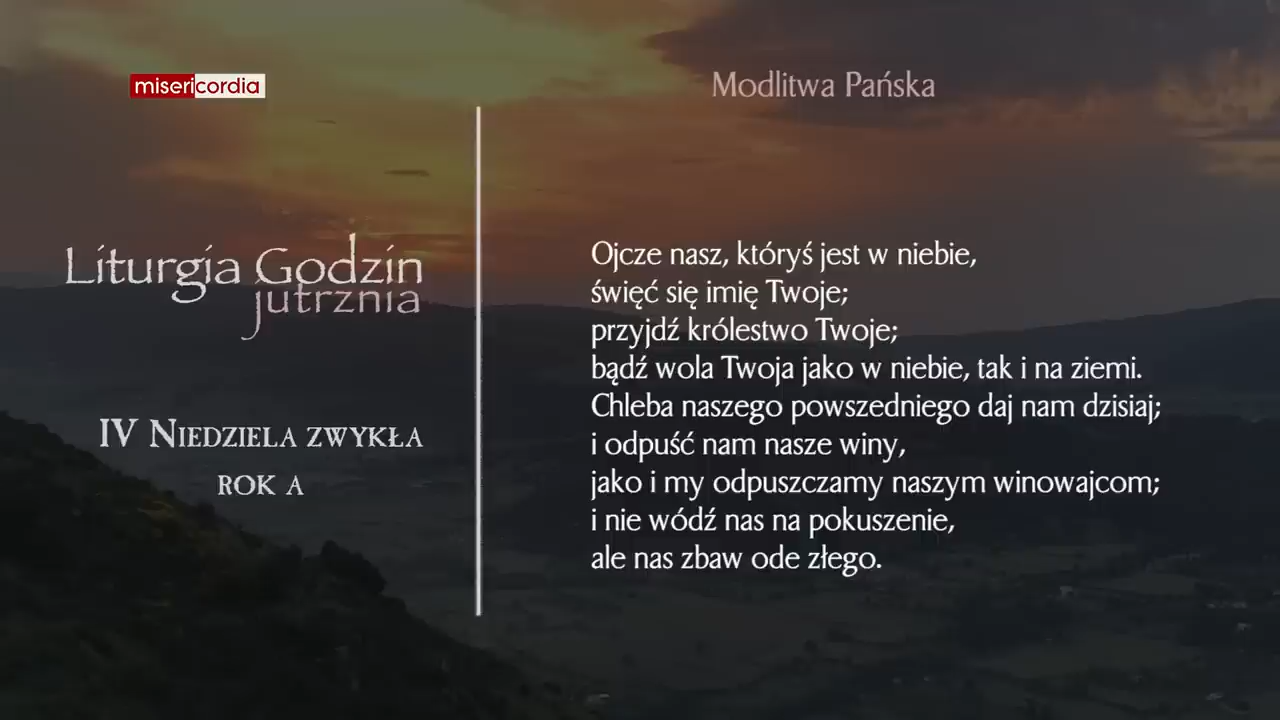 misericordia
Modlitwa Pańska
Liturgia Godzin
jutrznia
IV Niedziela zwykła
rok A
Ojcze nasz, któryś jest w niebie,
święć się imię Twoje;
przyjdź królestwo Twoje;
bądź wola Twoja jako w niebie, tak i na ziemi.
Chleba naszego powszedniego daj nam dzisiaj;
i odpuść nam nasze winy,
jako i my odpuszczamy naszym winowajcom;
i nie wódź nas na pokuszenie,
ale nas zbaw ode złego.